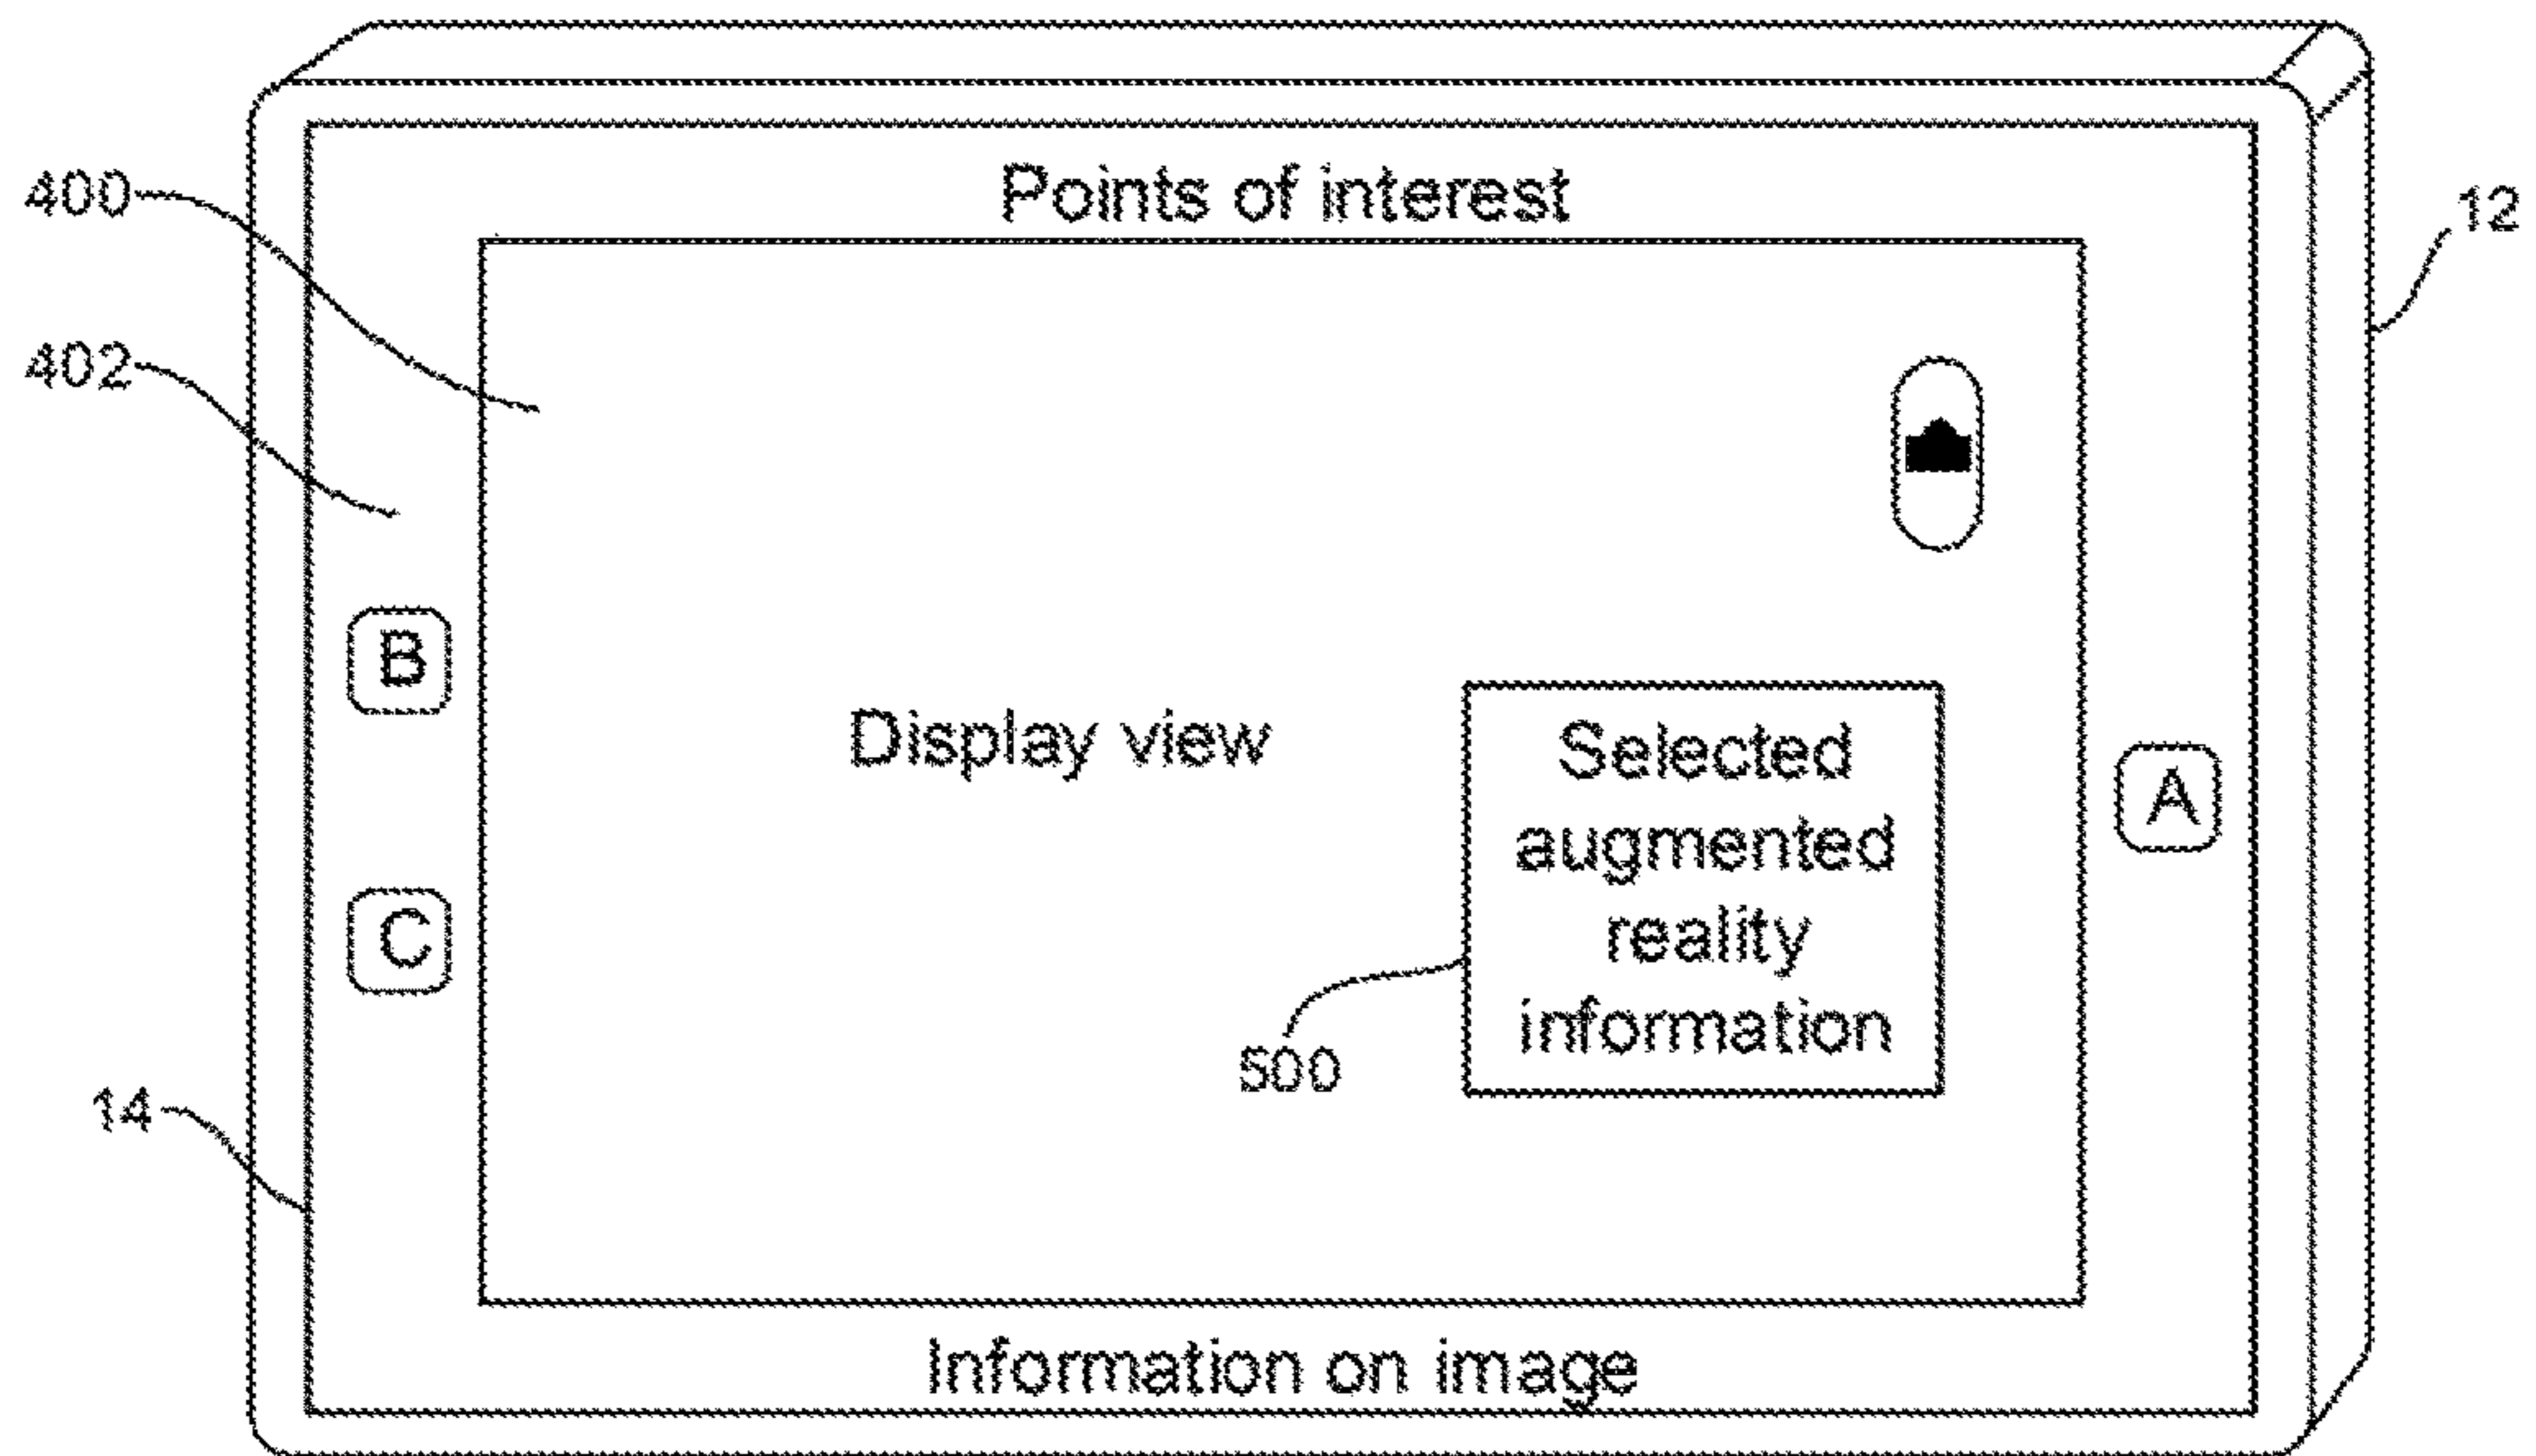 Points of interest
400
12
402
B
Display view
Selected
augmented
reality
information
A
C
500
14
Information on image